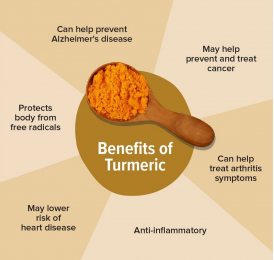 Can help prevent
Alzheimer's disease
May help
prevent and treat
cancer
Protects
body from
free radicals
Benefits of
Turmeric
Can help
treat arthritis
symptoms
May lower
risk of
heart disease
Anti-inflammatory